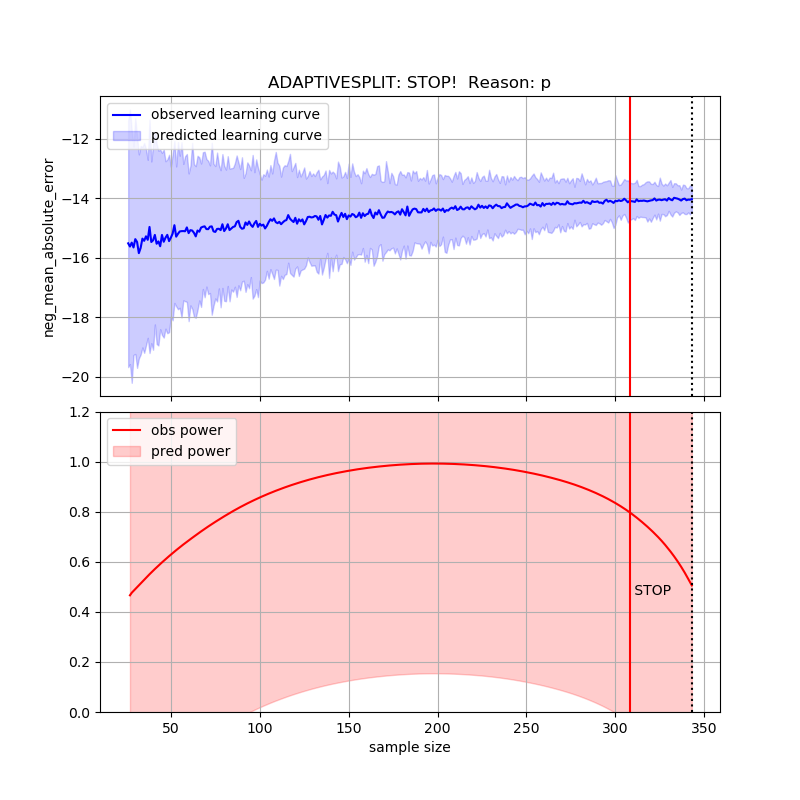 ADAPTIVESPLIT: STOP!  Reason: p
observed learning curve
predicted learning curve
neg_mean_absolute_error
−12
−14
−16
−18
−20
obs power
pred power
1.2
1.0
0.8
0.6
0.4
0.2
0.0
STOP
50
100
150
200
250
300
350
sample size